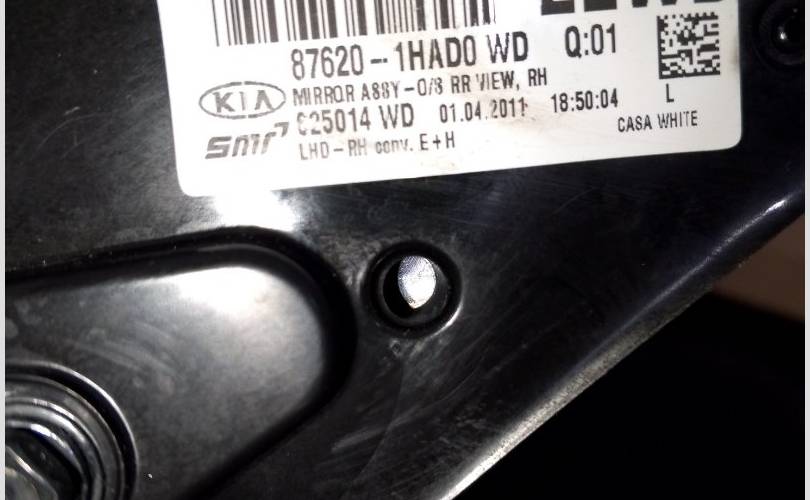 87620-1HAD0 WD Q:01
KIA MIRROR ASSY-O/S RR VIEW, RH
smr 625014 WD 01.04.2011 18:50:04 L
LHD-RH conv. E+H CASA WHITE